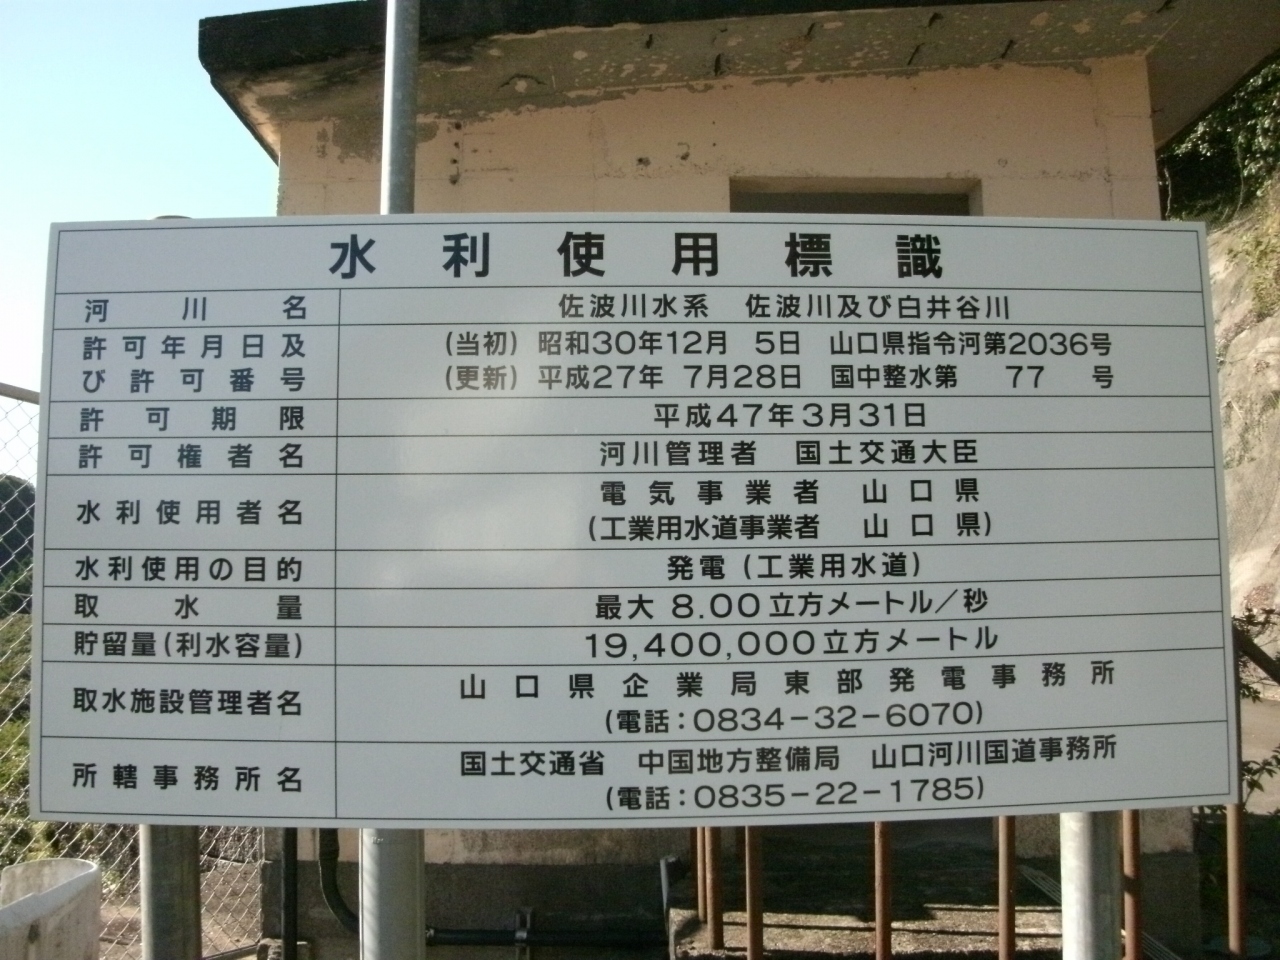 水利使用標識
河川名 佐波川水系 佐波川及び白井谷川
許可年月日及び許可番号 (当初) 昭和30年12月 5日 山口県指令河第2036号
(更新) 平成27年 7月28日 国中整水第 77 号
許可期限 平成47年3月31日
許可権者名 河川管理者 国土交通大臣
水利使用者名 電気事業者 山口県
(工業用水道事業者 山口県)
水利使用の目的 発電(工業用水道)
取水量 最大 8.00立方メートル/秒
貯留量(利水容量) 19,400,000立方メートル
取水施設管理者名 山口県企業局東部発電事務所
(電話:0834-32-6070)
所轄事務所名 国土交通省 中国地方整備局 山口河川国道事務所
(電話:0835-22-1785)